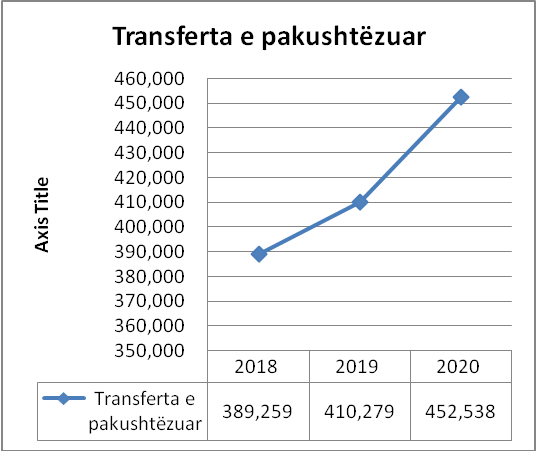 Transferta e pakushtëzuar
Axis Title
460,000
450,000
440,000
430,000
420,000
410,000
400,000
390,000
380,000
370,000
360,000
350,000
2018 2019 2020
Transferta e
pakushtëzuar 389,259 410,279 452,538